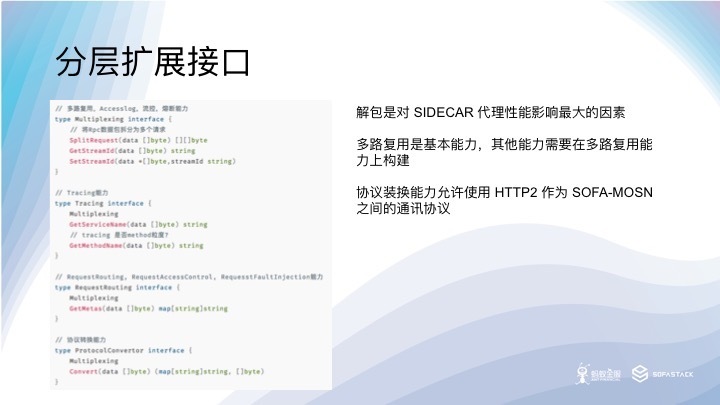 分层扩展接口
// 多路复用, Accesslog, 流控, 熔断能力
type Multiplexing interface {
// 将Rpc数据包拆分为多个请求
SplitRequest(data []byte) [][]byte
GetStreamId(data []byte) string
SetStreamId(data *[]byte,streamId string)
}
// Tracing能力
type Tracing interface {
Multiplexing
GetServiceName(data []byte) string
// tracing 是否method粒度?
GetMethodName(data []byte) string
}
// RequestRouting, RequestAccessControl, RequesstFaultInjection能力
type RequestRouting interface {
Multiplexing
GetMetas(data []byte) map[string]string
}
// 协议转换能力
type ProtocolConvertor interface {
Multiplexing
Convert(data []byte) (map[string]string, []byte)
}
解包是对 SIDECAR 代理性能影响最大的因素
多路复用是基本能力，其他能力需要在多路复用能
力上构建
协议装换能力允许使用 HTTP2 作为 SOFA-MOSN
之间的通讯协议
蚂蚁金服
SOFASTACK